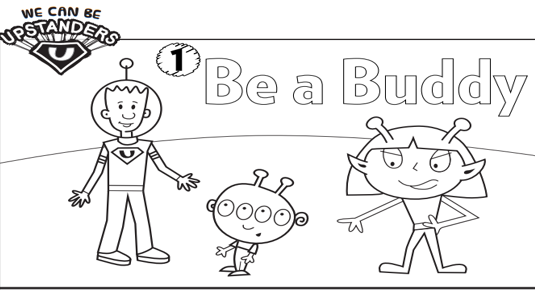 WE CAN BE
UPSTANDERS
U
1 Be a Buddy
U